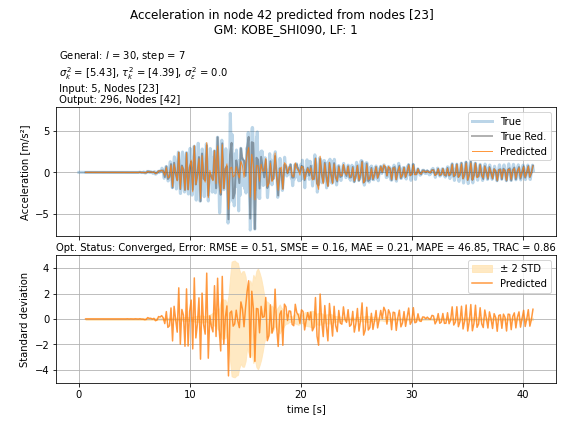 Acceleration in node 42 predicted from nodes [23]
GM: KOBE_SHI090, LF: 1
General: l = 30, step = 7
σ²ₖ = [5.43], τ²ₖ = [4.39], σ²ₑ = 0.0
Input: 5, Nodes [23]
Output: 296, Nodes [42]
Acceleration [m/s²]
5
0
−5
True
True Red.
Predicted
Opt. Status: Converged, Error: RMSE = 0.51, SMSE = 0.16, MAE = 0.21, MAPE = 46.85, TRAC = 0.86
Standard deviation
4
2
0
−2
−4
± 2 STD
Predicted
0 10 20 30 40
time [s]